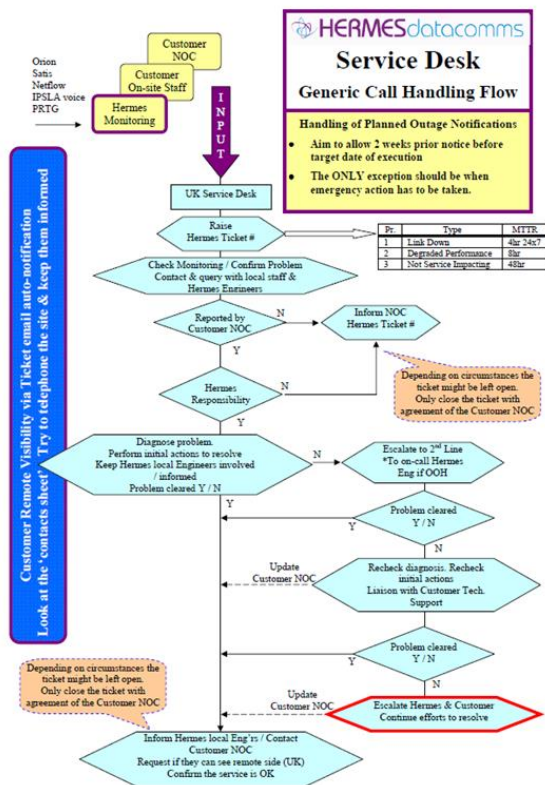 HERMESdatacomms
Service Desk
Generic Call Handling Flow
Handling of Planned Outage Notifications
• Aim to allow 2 weeks prior notice before
target date of execution
• The ONLY exception should be when
emergency action has to be taken.
Customer
NOC
Customer
On-site Staff
Hermes
Monitoring
Orion
Satis
Netflow
IPSLA voice
PRTG
INPUT
UK Service Desk
Raise
Hermes Ticket #
Pr. Type MTTR
1 Link Down 4hr 24x7
2 Degraded Performance 8hr
3 Not Service Impacting 48hr
Check Monitoring / Confirm Problem
Contact & query with local staff &
Hermes Engineers
Reported by
Customer NOC
N
Inform NOC
Hermes Ticket #
Y
Hermes
Responsibility
N
Depending on circumstances the
ticket might be left open.
Only close the ticket with
agreement of the Customer NOC
Y
Diagnose problem.
Perform initial actions to resolve
Keep Hermes local Engineers involved
/ informed
Problem cleared Y / N
N
Escalate to 2nd Line
*To on-call Hermes
Eng if OOH
Y
Problem cleared
Y / N
Y
N
Update
Customer NOC
Recheck diagnosis. Recheck
initial actions
Liaison with Customer Tech.
Support
Problem cleared
Y / N
Y
N
Update
Customer NOC
Escalate Hermes & Customer
Continue efforts to resolve
Depending on circumstances the
ticket might be left open.
Only close the ticket with
agreement of the Customer NOC
Inform Hermes local Eng'rs / Contact
Customer NOC
Request if they can see remote side (UK)
Confirm the service is OK
Customer Remote Visibility via Ticket email auto-notification
Look at the 'contacts sheet'. Try to telephone the site & keep them informed